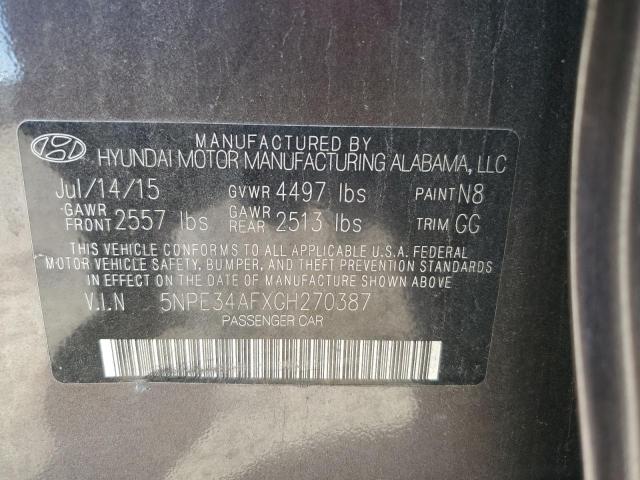 MANUFACTURED BY
HYUNDAI MOTOR MANUFACTURING ALABAMA, LLC
Jul/14/15 GVWR 4497 lbs PAINT N8
GAWR FRONT 2557 lbs GAWR REAR 2513 lbs TRIM GG
THIS VEHICLE CONFORMS TO ALL APPLICABLE U.S.A. FEDERAL
MOTOR VEHICLE SAFETY, BUMPER, AND THEFT PREVENTION STANDARDS
IN EFFECT ON THE DATE OF MANUFACTURE SHOWN ABOVE.
V.I.N 5NPE34AFXGH270387
PASSENGER CAR